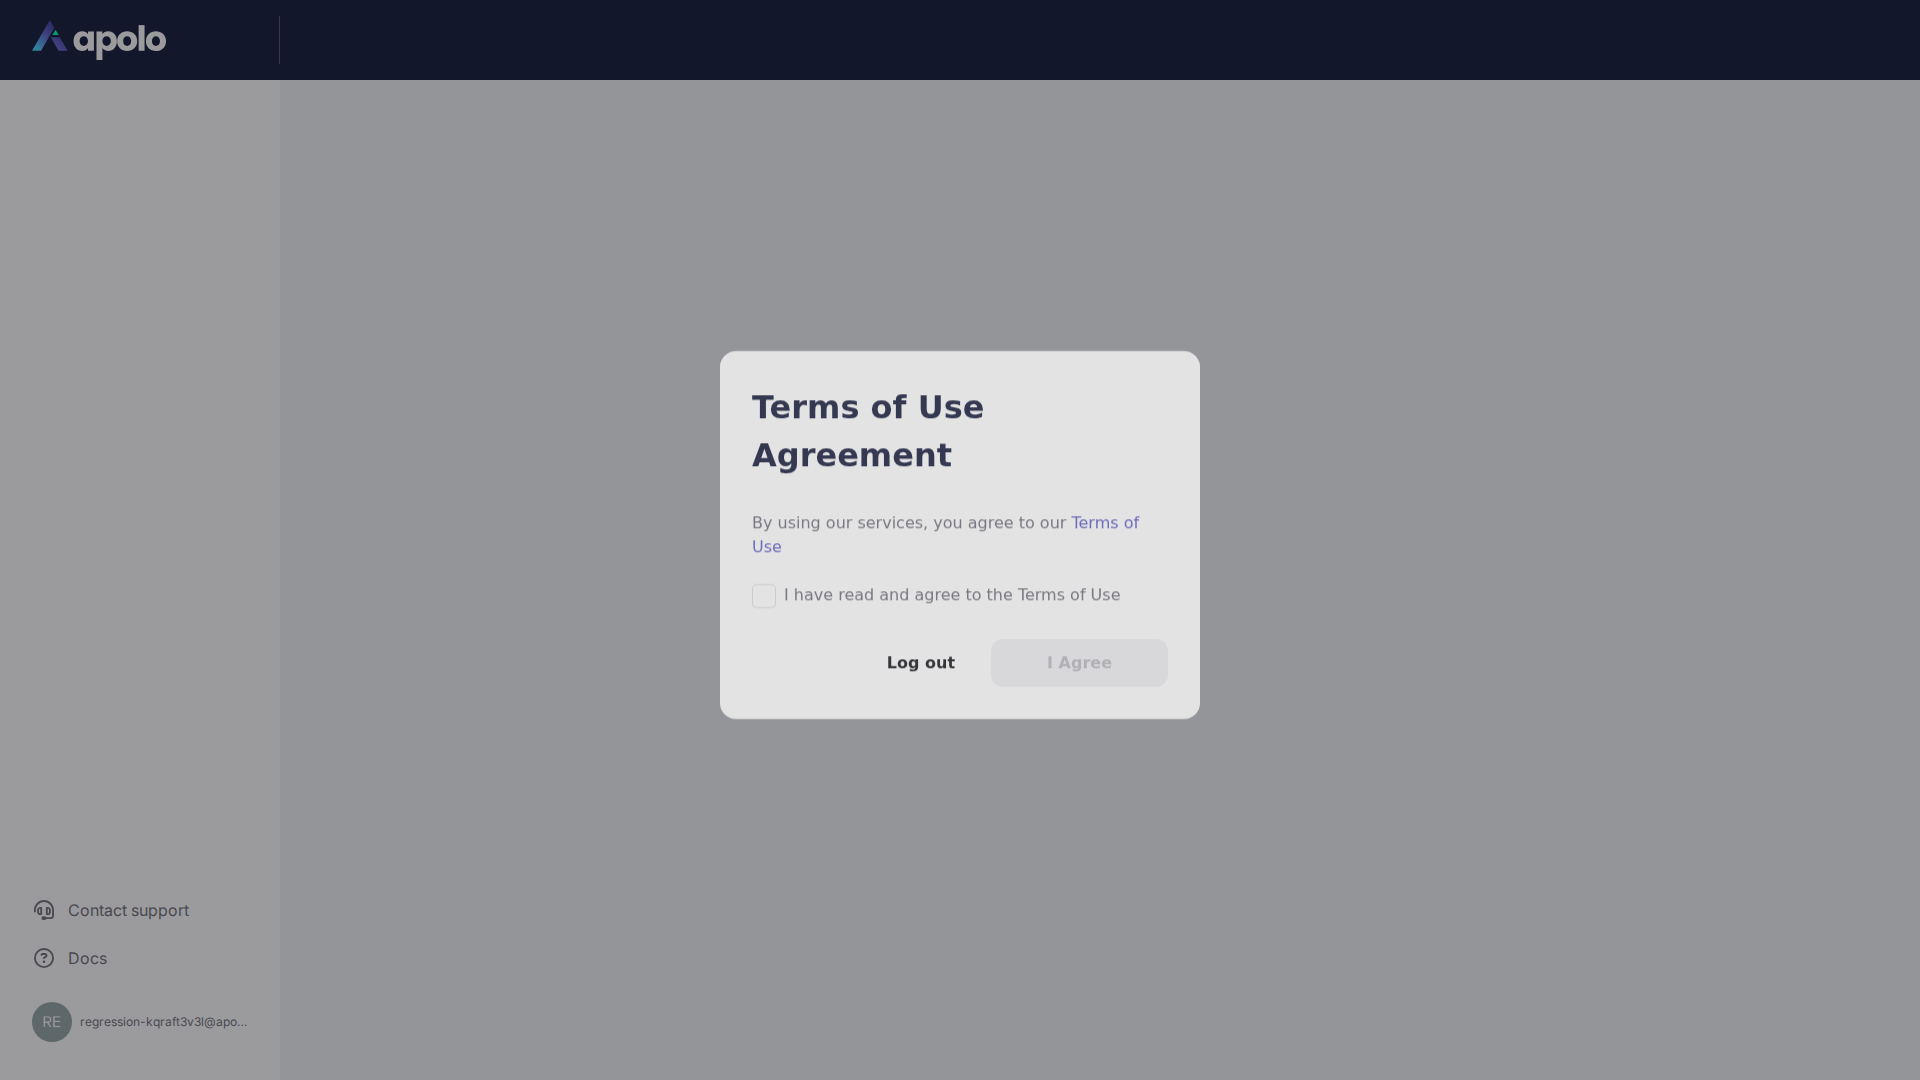 apolo
Terms of Use
Agreement
By using our services, you agree to our Terms of
Use
I have read and agree to the Terms of Use
Log out
I Agree
Contact support
Docs
RE
regression-kqraft3v3l@apo...